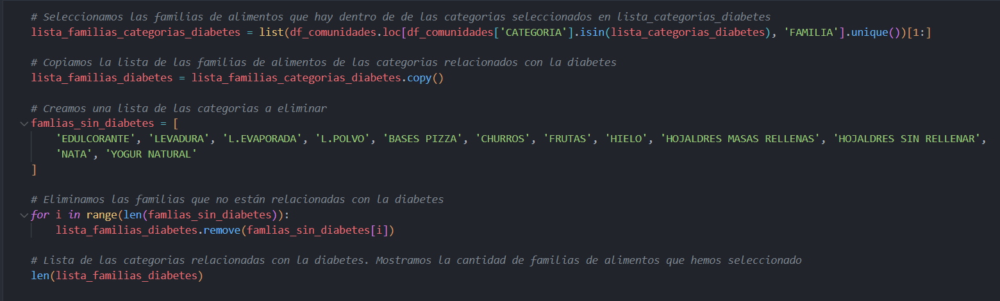 # Seleccionamos las familias de alimentos que hay dentro de de las categorias seleccionados en lista_categorias_diabetes
lista_familias_categorias_diabetes = list(df_comunidades.loc[df_comunidades['CATEGORIA'].isin(lista_categorias_diabetes), 'FAMILIA'].unique())[1:]
# Copiamos la lista de las familias de alimentos de las categorias relacionados con la diabetes
lista_familias_diabetes = lista_familias_categorias_diabetes.copy()
# Creamos una lista de las categorias a eliminar
famlias_sin_diabetes = [
'EDULCORANTE', 'LEVADURA', 'L.EVAPORADA', 'L.POLVO', 'BASES PIZZA', 'CHURROS', 'FRUTAS', 'HIELO', 'HOJALDRES MASAS RELLENAS', 'HOJALDRES SIN RELLENAR',
'NATA', 'YOGUR NATURAL'
]
# Eliminamos las familias que no están relacionadas con la diabetes
for i in range(len(famlias_sin_diabetes)):
lista_familias_diabetes.remove(famlias_sin_diabetes[i])
# Lista de las categorias relacionadas con la diabetes. Mostramos la cantidad de familias de alimentos que hemos seleccionado
len(lista_familias_diabetes)